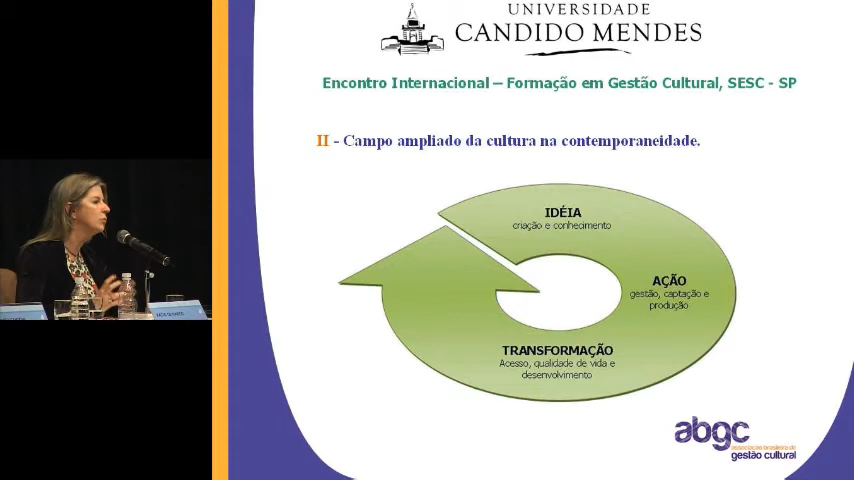 UNIVERSIDADE
CANDIDO MENDES
Encontro Internacional – Formação em Gestão Cultural, SESC - SP
II - Campo ampliado da cultura na contemporaneidade.
IDÉIA
criação e conhecimento
AÇÃO
gestão, captação e
produção
TRANSFORMAÇÃO
Acesso, qualidade de vida e
desenvolvimento
abgc
associação brasileira de
gestão cultural